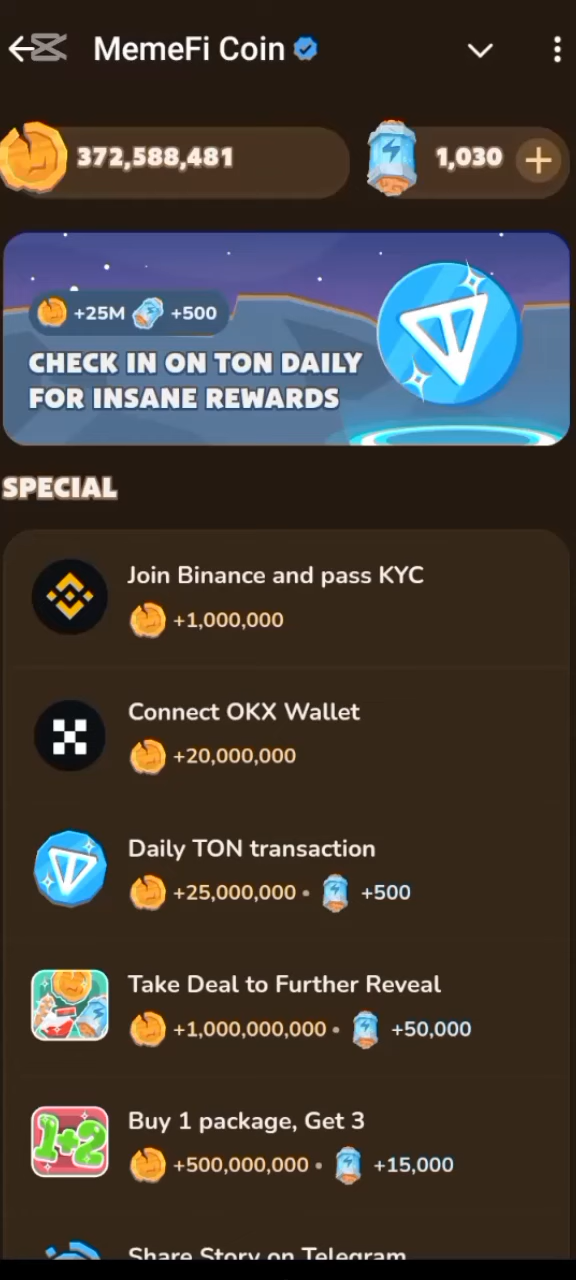 MemeFi Coin
372,588,481
1,030
+25M +500
CHECK IN ON TON DAILY
FOR INSANE REWARDS
SPECIAL
Join Binance and pass KYC
+1,000,000
Connect OKX Wallet
+20,000,000
Daily TON transaction
+25,000,000 • +500
Take Deal to Further Reveal
+1,000,000,000 • +50,000
1+2
Buy 1 package, Get 3
+500,000,000 • +15,000
Share Story on Telegram